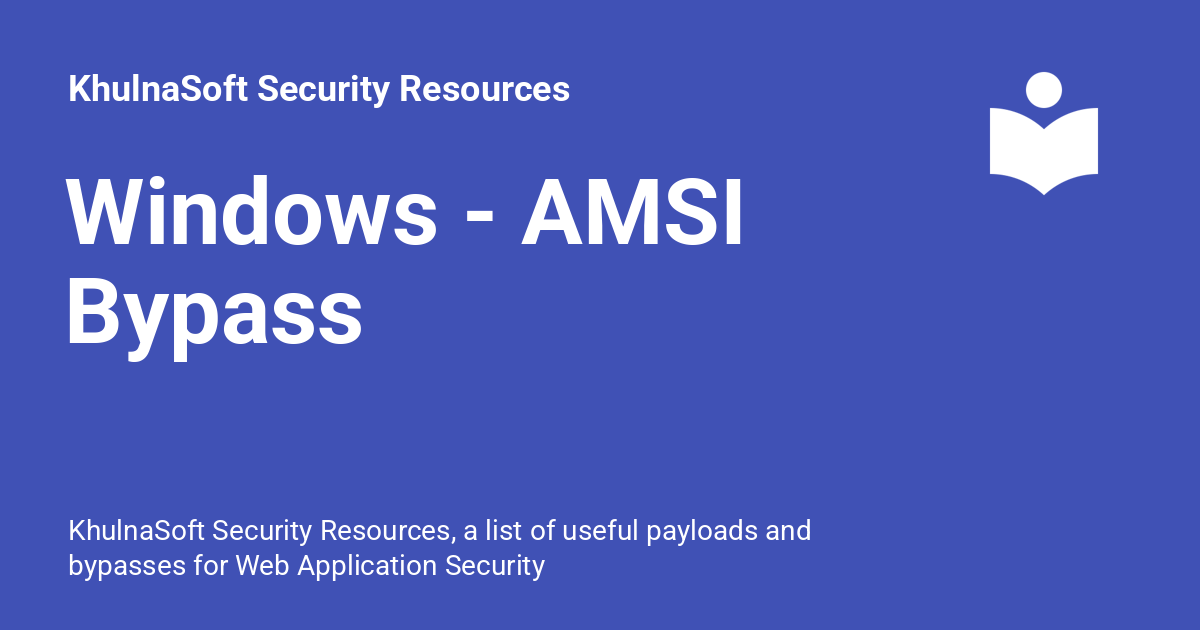 KhulnaSoft Security Resources
Windows - AMSI
Bypass
KhulnaSoft Security Resources, a list of useful payloads and
bypasses for Web Application Security